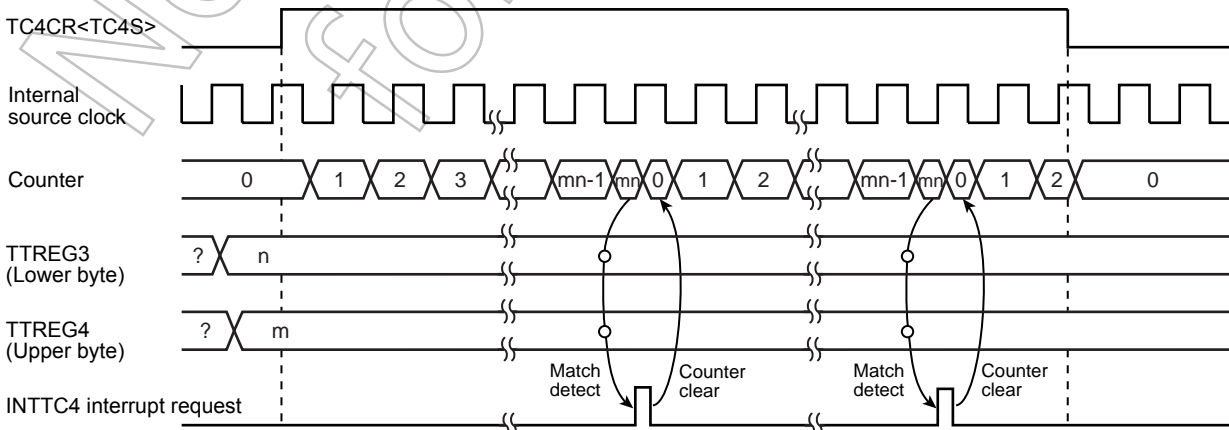 TC4CR<TC4S>
Internal
source clock
Counter
0 1 2 3 mn-1 mn 0 1 2 mn-1 mn 0 1 2 0
TTREG3
(Lower byte)
? n
TTREG4
(Upper byte)
? m
Match
detect
Counter
clear
Match
detect
Counter
clear
INTTC4 interrupt request